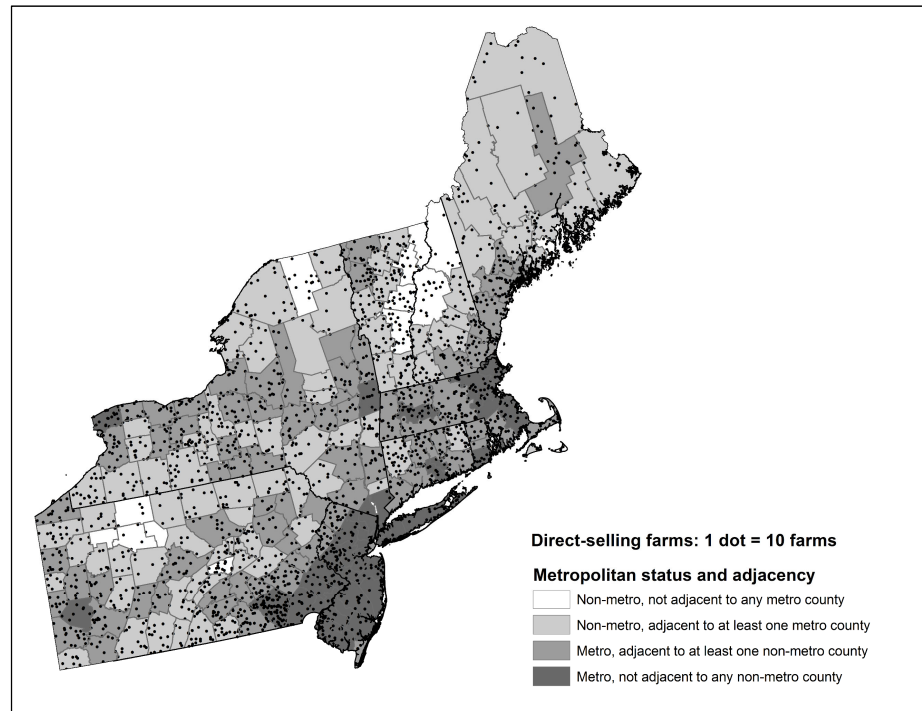 Direct-selling farms: 1 dot = 10 farms
Metropolitan status and adjacency
Non-metro, not adjacent to any metro county
Non-metro, adjacent to at least one metro county
Metro, adjacent to at least one non-metro county
Metro, not adjacent to any non-metro county